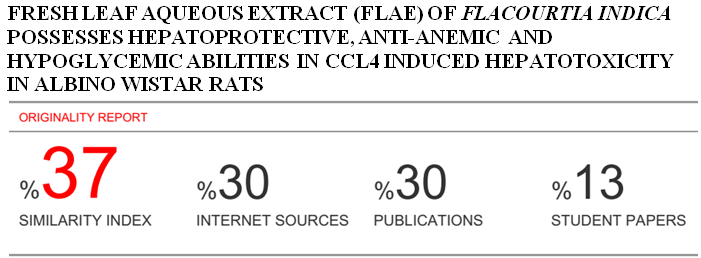 FRESH LEAF AQUEOUS EXTRACT (FLAE) OF FLACOURTIA INDICA
POSSESSES HEPATOPROTECTIVE, ANTI-ANEMIC AND
HYPOGLYCEMIC ABILITIES IN CCL4 INDUCED HEPATOTOXICITY
IN ALBINO WISTAR RATS
ORIGINALITY REPORT
%37 %30 %30 %13
SIMILARITY INDEX INTERNET SOURCES PUBLICATIONS STUDENT PAPERS